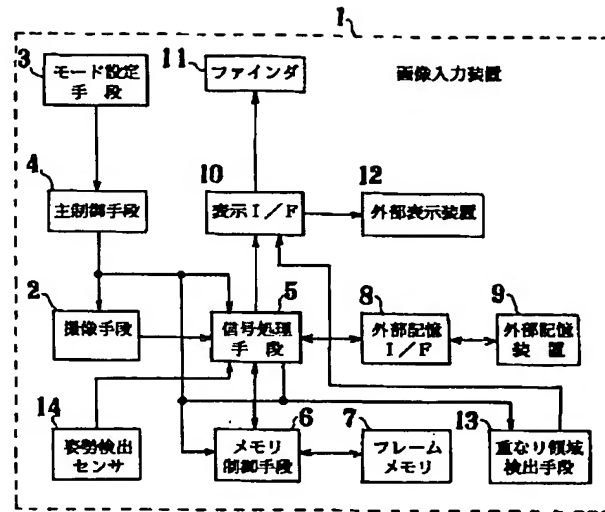 1
3
モード設定
手　段
11
ファインダ
画像入力装置
4
主制御手段
10
表示Ｉ／Ｆ
12
外部表示装置
2
撮像手段
5
信号処理
手　段
8
外部記憶
Ｉ／Ｆ
9
外部記憶
装　置
14
姿勢検出
センサ
6
メモリ
制御手段
7
フレーム
メモリ
13
重なり領域
検出手段